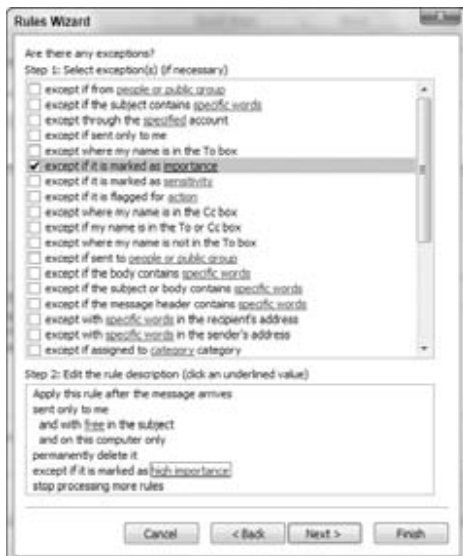 Rules Wizard
Are there any exceptions?
Step 1: Select exception(s) (if necessary)
except if from people or public group
except if the subject contains specific words
except through the specified account
except if sent only to me
except where my name is in the To box
except if it is marked as importance
except if it is marked as sensitivity
except if it is flagged for action
except where my name is in the Cc box
except if my name is in the To or Cc box
except where my name is not in the To box
except if sent to people or public group
except if the body contains specific words
except if the subject or body contains specific words
except if the message header contains specific words
except with specific words in the recipient's address
except with specific words in the sender's address
except if assigned to category category
Step 2: Edit the rule description (click an underlined value)
Apply this rule after the message arrives
sent only to me
and with free in the subject
and on this computer only
permanently delete it
except if it is marked as high importance
stop processing more rules
Cancel < Back Next > Finish